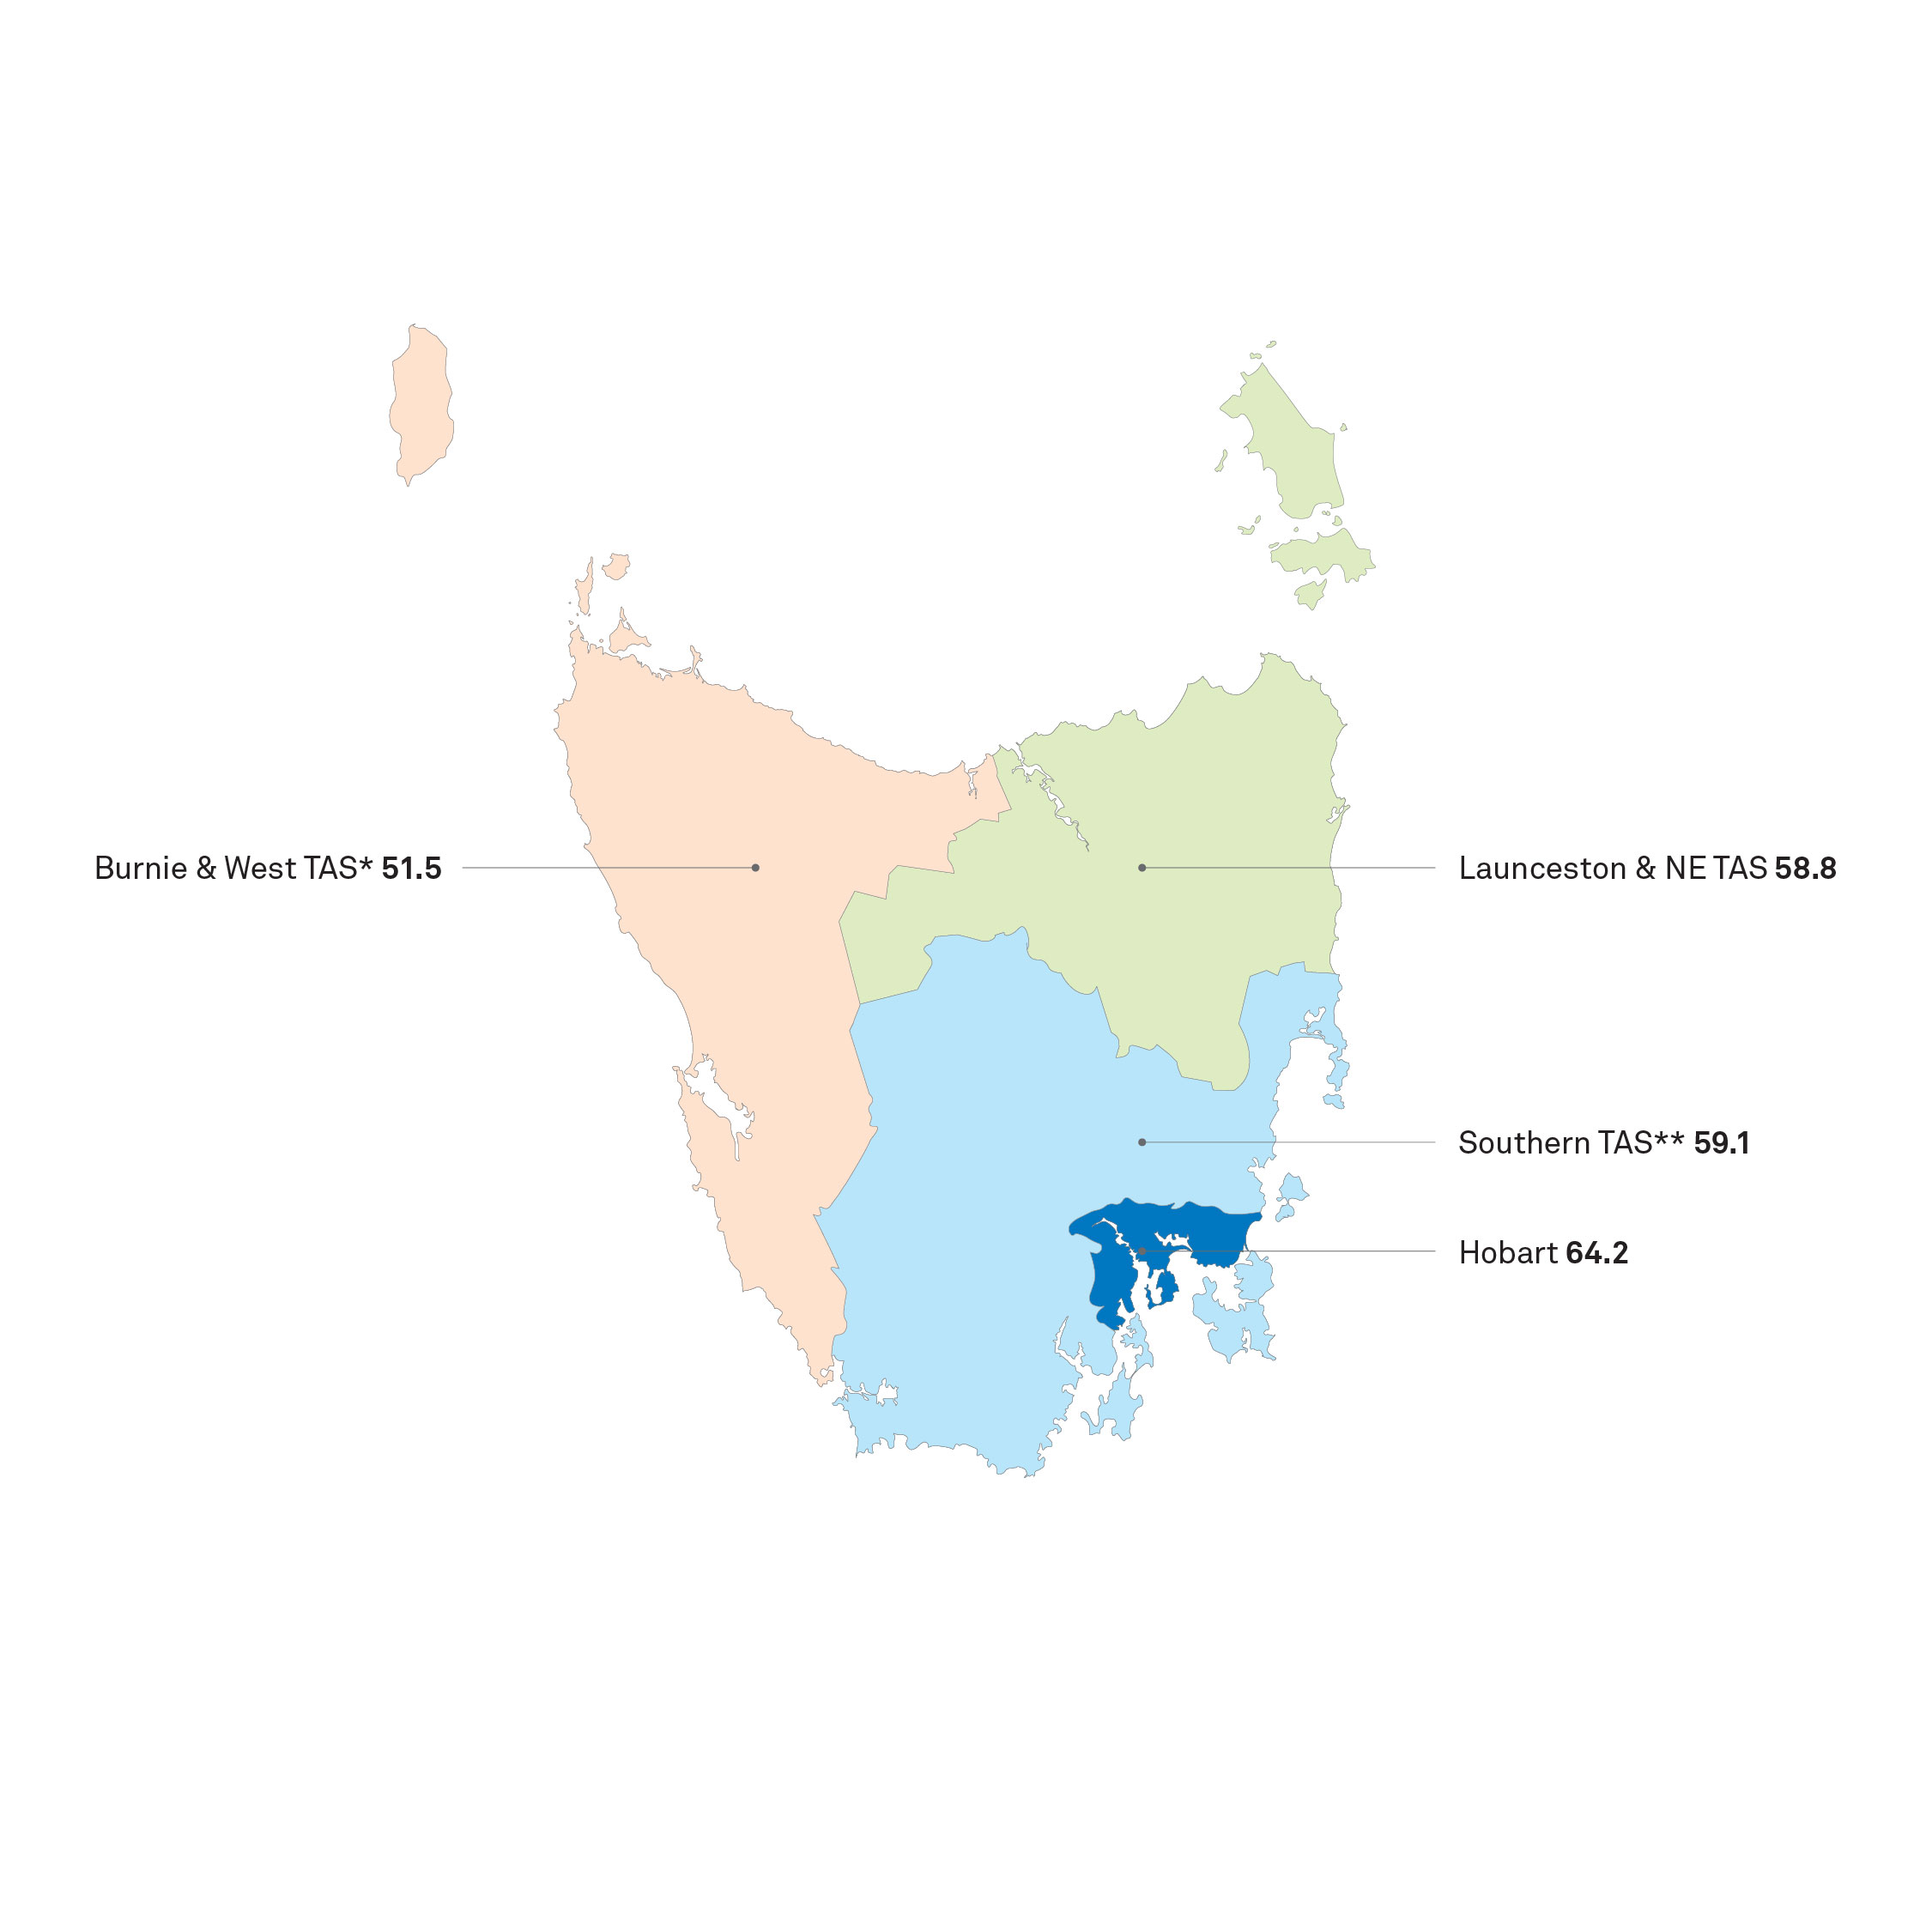 Burnie & West TAS* 51.5
Launceston & NE TAS 58.8
Southern TAS** 59.1
Hobart 64.2